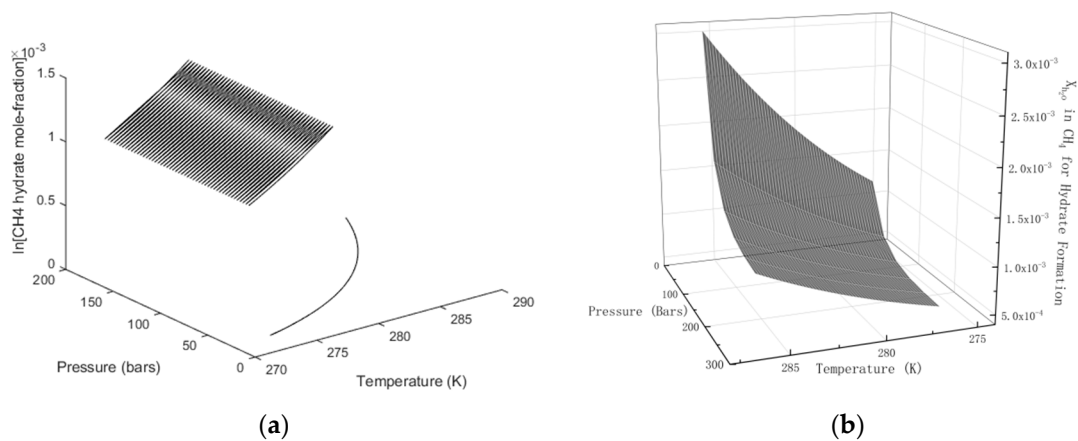 ×10⁻³
1.5
1
0.5
0
ln[CH4 hydrate mole-fraction]
200
150
100
50
0
Pressure (bars)
270
275
280
285
290
Temperature (K)
(a)
3.0x10⁻³
2.5x10⁻³
2.0x10⁻³
1.5x10⁻³
1.0x10⁻³
5.0x10⁻⁴
X_H₂O in CH₄ for Hydrate Formation
0
100
200
300
Pressure (Bars)
285
280
275
Temperature (K)
(b)